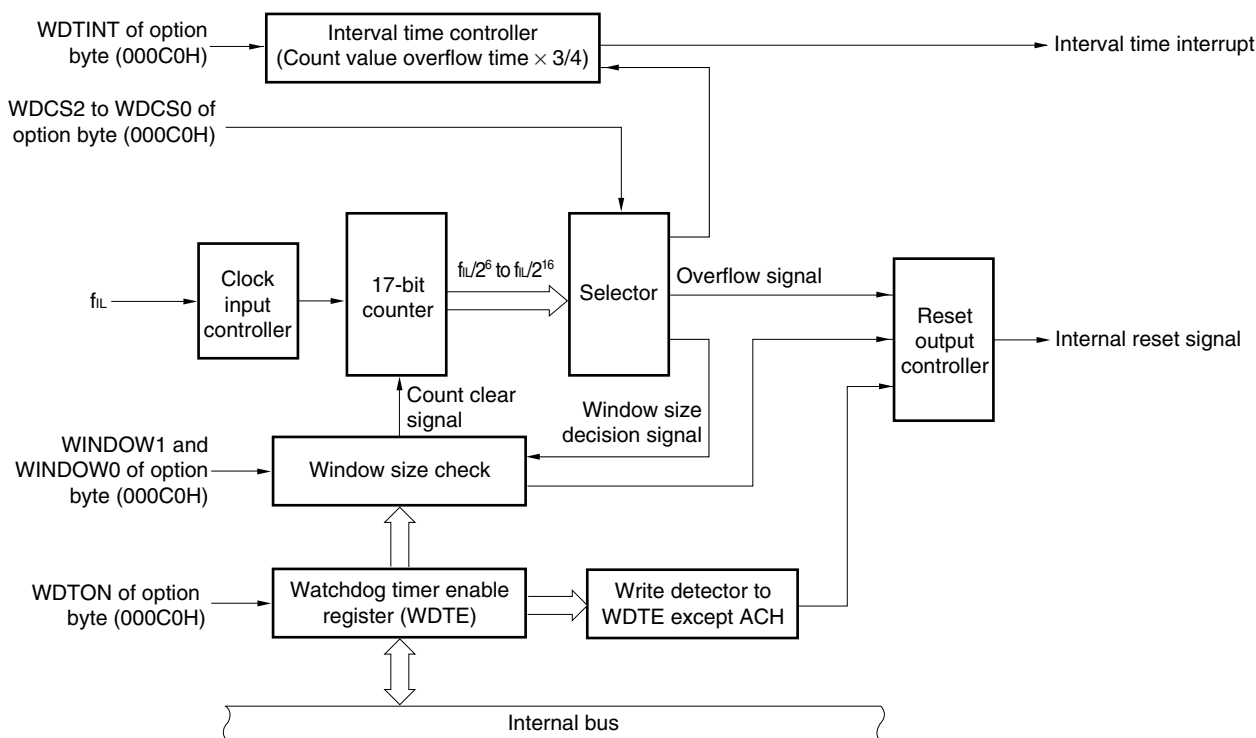 WDTINT of option
byte (000C0H)
Interval time controller
(Count value overflow time × 3/4)
Interval time interrupt
WDCS2 to WDCS0 of
option byte (000C0H)
fIL
Clock
input
controller
17-bit
counter
fIL/2⁶ to fIL/2¹⁶
Selector
Overflow signal
Reset
output
controller
Internal reset signal
Count clear
signal
Window size
decision signal
WINDOW1 and
WINDOW0 of option
byte (000C0H)
Window size check
WDTON of option
byte (000C0H)
Watchdog timer enable
register (WDTE)
Write detector to
WDTE except ACH
Internal bus